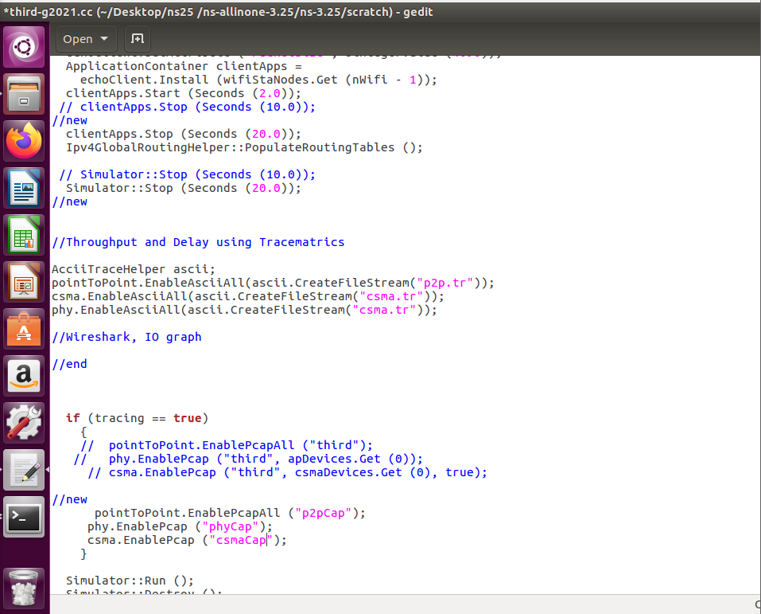 *third-g2021.cc (~/Desktop/ns25 /ns-allinone-3.25/ns-3.25/scratch) - gedit
Open
ApplicationContainer clientApps =
echoClient.Install (wifiStaNodes.Get (nWifi - 1));
clientApps.Start (Seconds (2.0));
// clientApps.Stop (Seconds (10.0));
//new
clientApps.Stop (Seconds (20.0));
Ipv4GlobalRoutingHelper::PopulateRoutingTables ();
// Simulator::Stop (Seconds (10.0));
Simulator::Stop (Seconds (20.0));
//new
//Throughput and Delay using Tracematrics
AcciiTraceHelper ascii;
pointToPoint.EnableAsciiAll(ascii.CreateFileStream("p2p.tr"));
csma.EnableAsciiAll(ascii.CreateFileStream("csma.tr"));
phy.EnableAsciiAll(ascii.CreateFileStream("csma.tr"));
//Wireshark, IO graph
//end
if (tracing == true)
{
// pointToPoint.EnablePcapAll ("third");
// phy.EnablePcap ("third", apDevices.Get (0));
// csma.EnablePcap ("third", csmaDevices.Get (0), true);
//new
pointToPoint.EnablePcapAll ("p2pCap");
phy.EnablePcap ("phyCap");
csma.EnablePcap ("csmaCap");
}
Simulator::Run ();
Simulator::Destroy ();